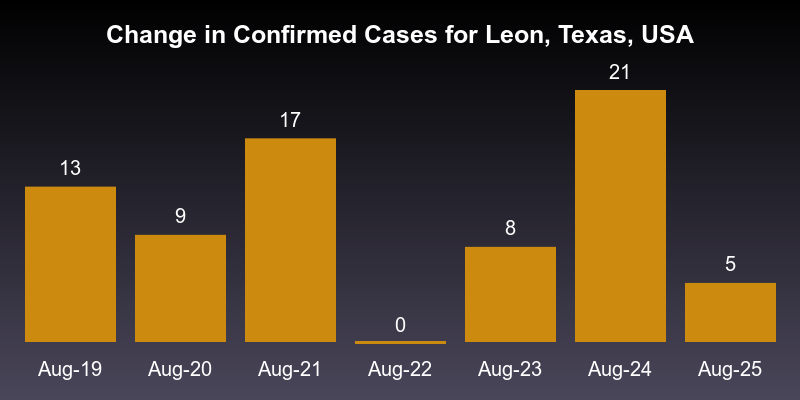 Change in Confirmed Cases for Leon, Texas, USA
13
9
17
0
8
21
5
Aug-19
Aug-20
Aug-21
Aug-22
Aug-23
Aug-24
Aug-25